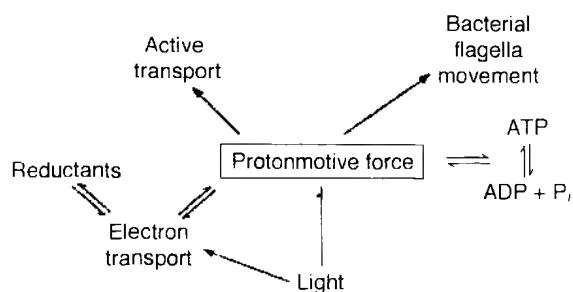 Active
transport
Bacterial
flagella
movement
Protonmotive force
ATP
ADP + Pi
Reductants
Electron
transport
Light